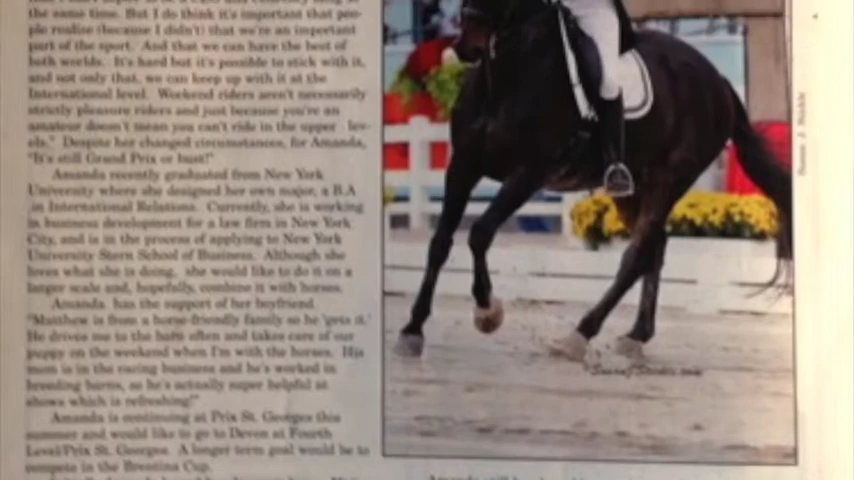 the same time. But I do think it's important that peo-
ple realize (because I didn't) that we're an important
part of the sport. And that we can have the best of
both worlds. It's hard but it's possible to stick with it,
and not only that, we can keep up with it at the
International level. Weekend riders aren't necessarily
strictly pleasure riders and just because you're an
amateur doesn't mean you can't ride in the upper lev-
els." Despite her changed circumstances, for Amanda,
"It's still Grand Prix or bust!"
Amanda recently graduated from New York
University where she designed her own major, a B.A
in International Relations. Currently, she is working
in business development for a law firm in New York
City, and is in the process of applying to New York
University Stern School of Business. Although she
loves what she is doing, she would like to do it on a
larger scale and, hopefully, combine it with horses.
Amanda has the support of her boyfriend.
"Matthew is from a horse-friendly family so he 'gets it.'
He drives me to the barn often and takes care of our
puppy on the weekend when I'm with the horses. His
mom is in the racing business and he's worked in
breeding barns, so he's actually super helpful at
shows which is refreshing!"
Amanda is continuing at Prix St. Georges this
summer and would like to go to Devon at Fourth
Level/Prix St. Georges. A longer term goal would be to
compete in the Brentina Cup.